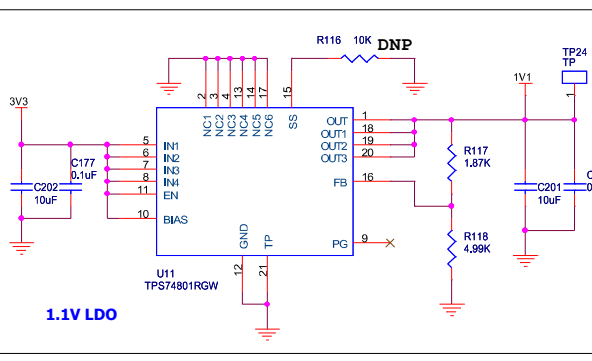 R116 10K DNP
TP24
TP
1V1
3V3
2 3 4 13 14 17 15
NC1 NC2 NC3 NC4 NC5 NC6 SS
1
5 IN1 OUT 1
6 IN2 OUT1 18
7 IN3 OUT2 19
8 IN4 OUT3 20
11 EN FB 16
10 BIAS PG 9
C177
0.1uF
C202
10uF
R117
1.87K
R118
4.99K
C201
10uF
C
0
GND TP
12 21
U11
TPS74801RGW
1.1V LDO